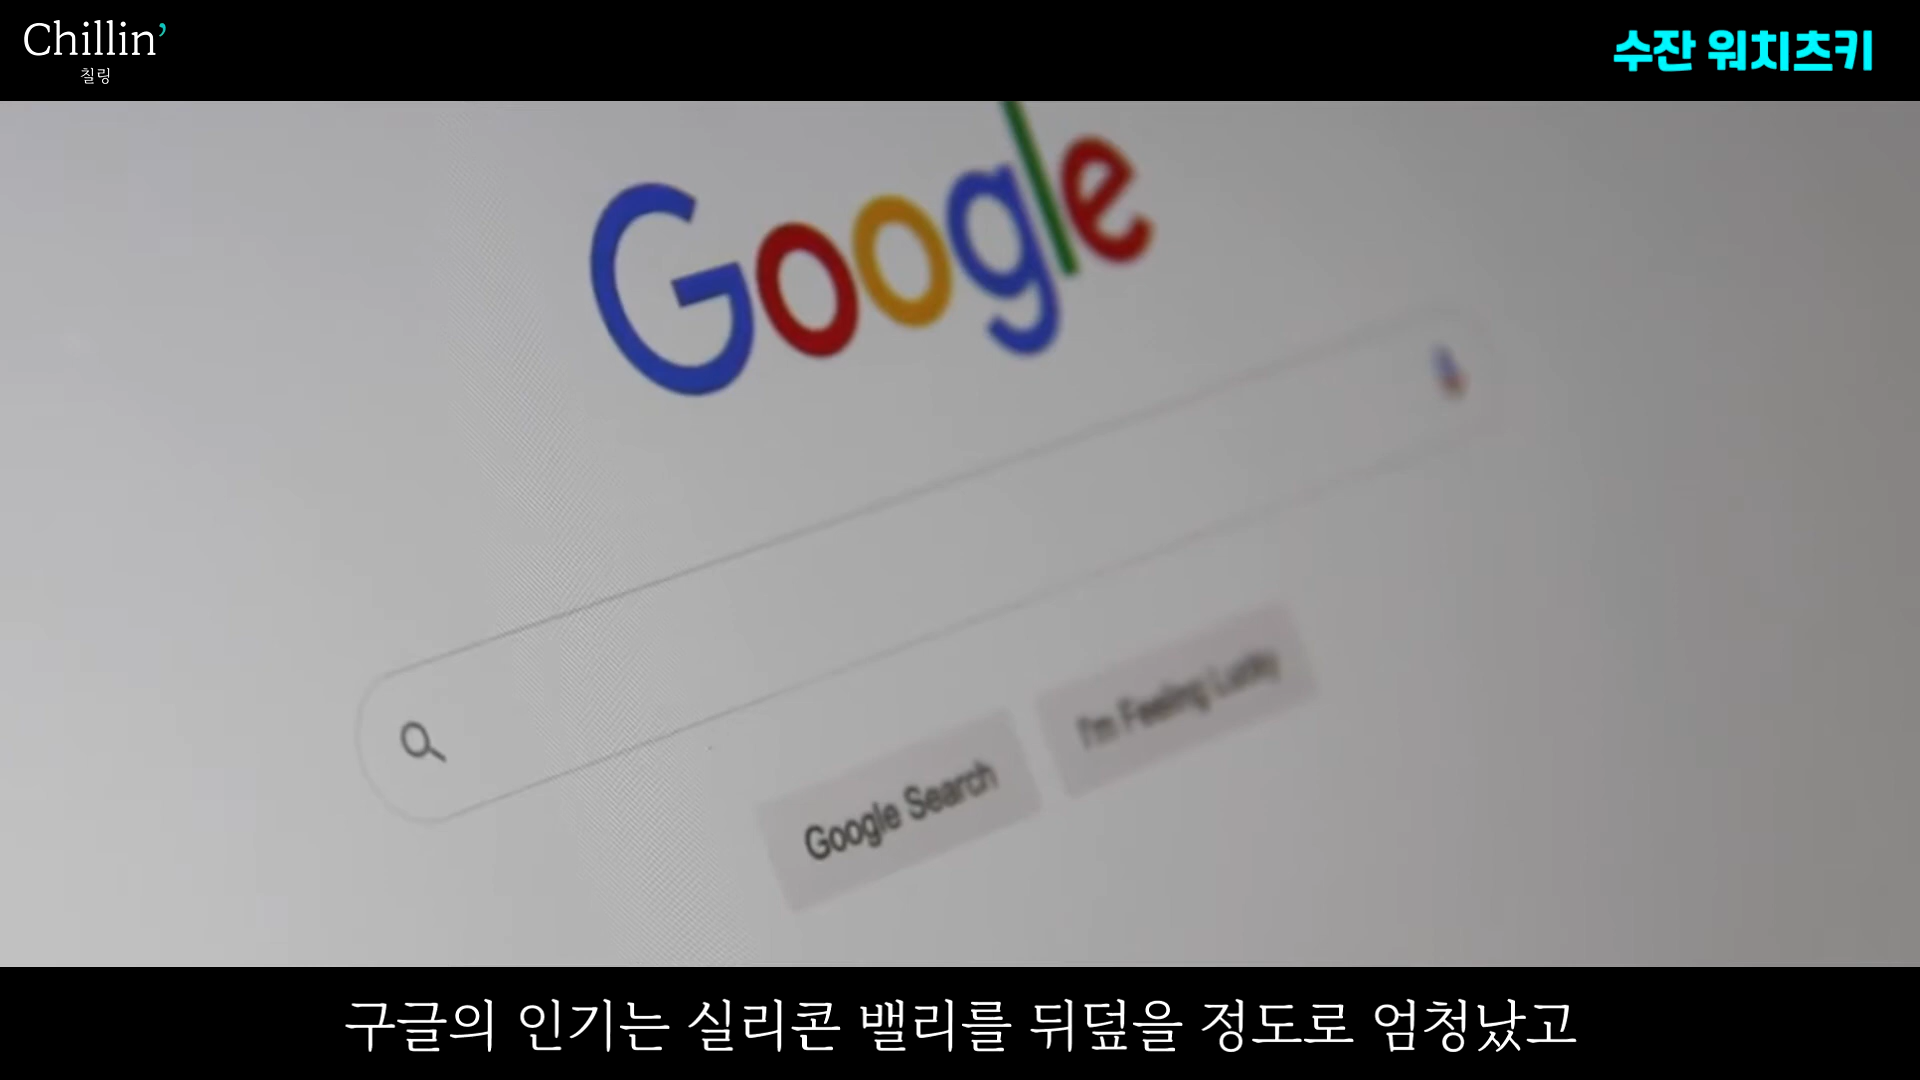 Chillin’
칠링
수잔 워치츠키
Google
Google Search
I'm Feeling Lucky
구글의 인기는 실리콘 밸리를 뒤덮을 정도로 엄청났고